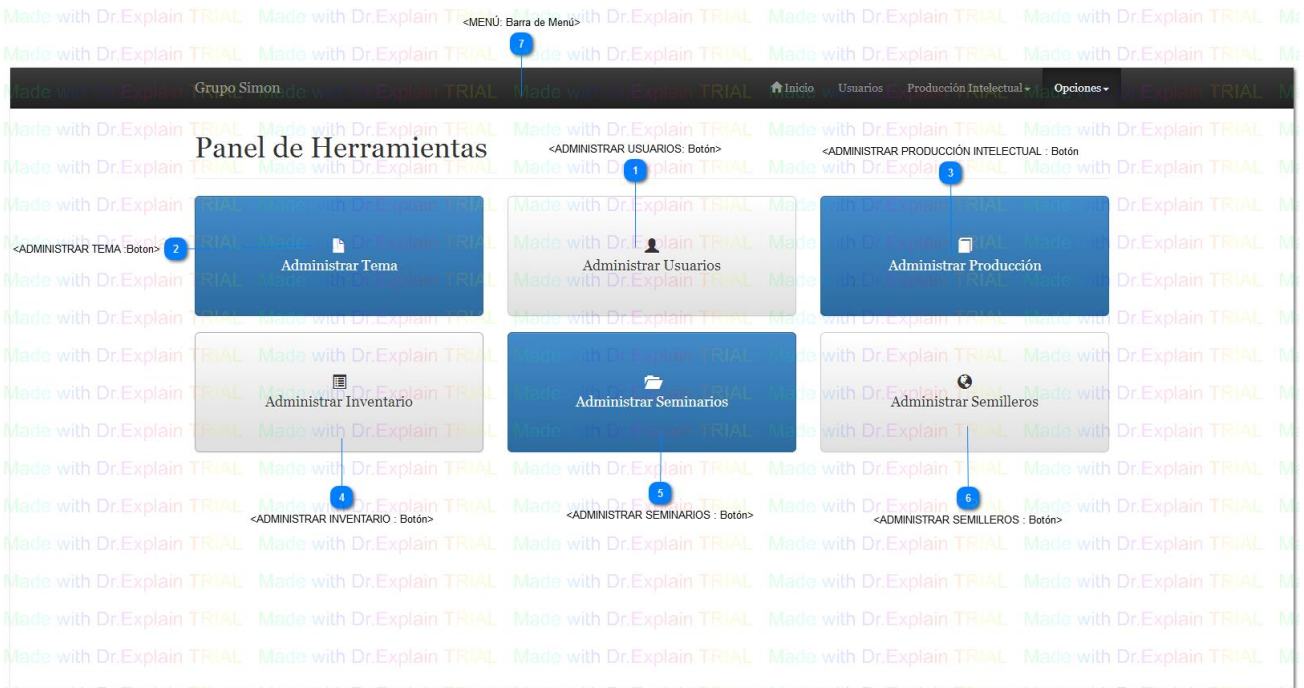 <MENÚ: Barra de Menú>
7
Grupo Simon Inicio Usuarios Producción Intelectual Opciones
Panel de Herramientas
<ADMINISTRAR USUARIOS: Botón>
1
<ADMINISTRAR PRODUCCIÓN INTELECTUAL : Botón
3
<ADMINISTRAR TEMA :Boton> 2
Administrar Tema
Administrar Usuarios
Administrar Producción
Administrar Inventario
Administrar Seminarios
Administrar Semilleros
4
<ADMINISTRAR INVENTARIO : Botón>
5
<ADMINISTRAR SEMINARIOS : Botón>
6
<ADMINISTRAR SEMILLEROS : Botón>
Made with Dr.Explain TRIAL